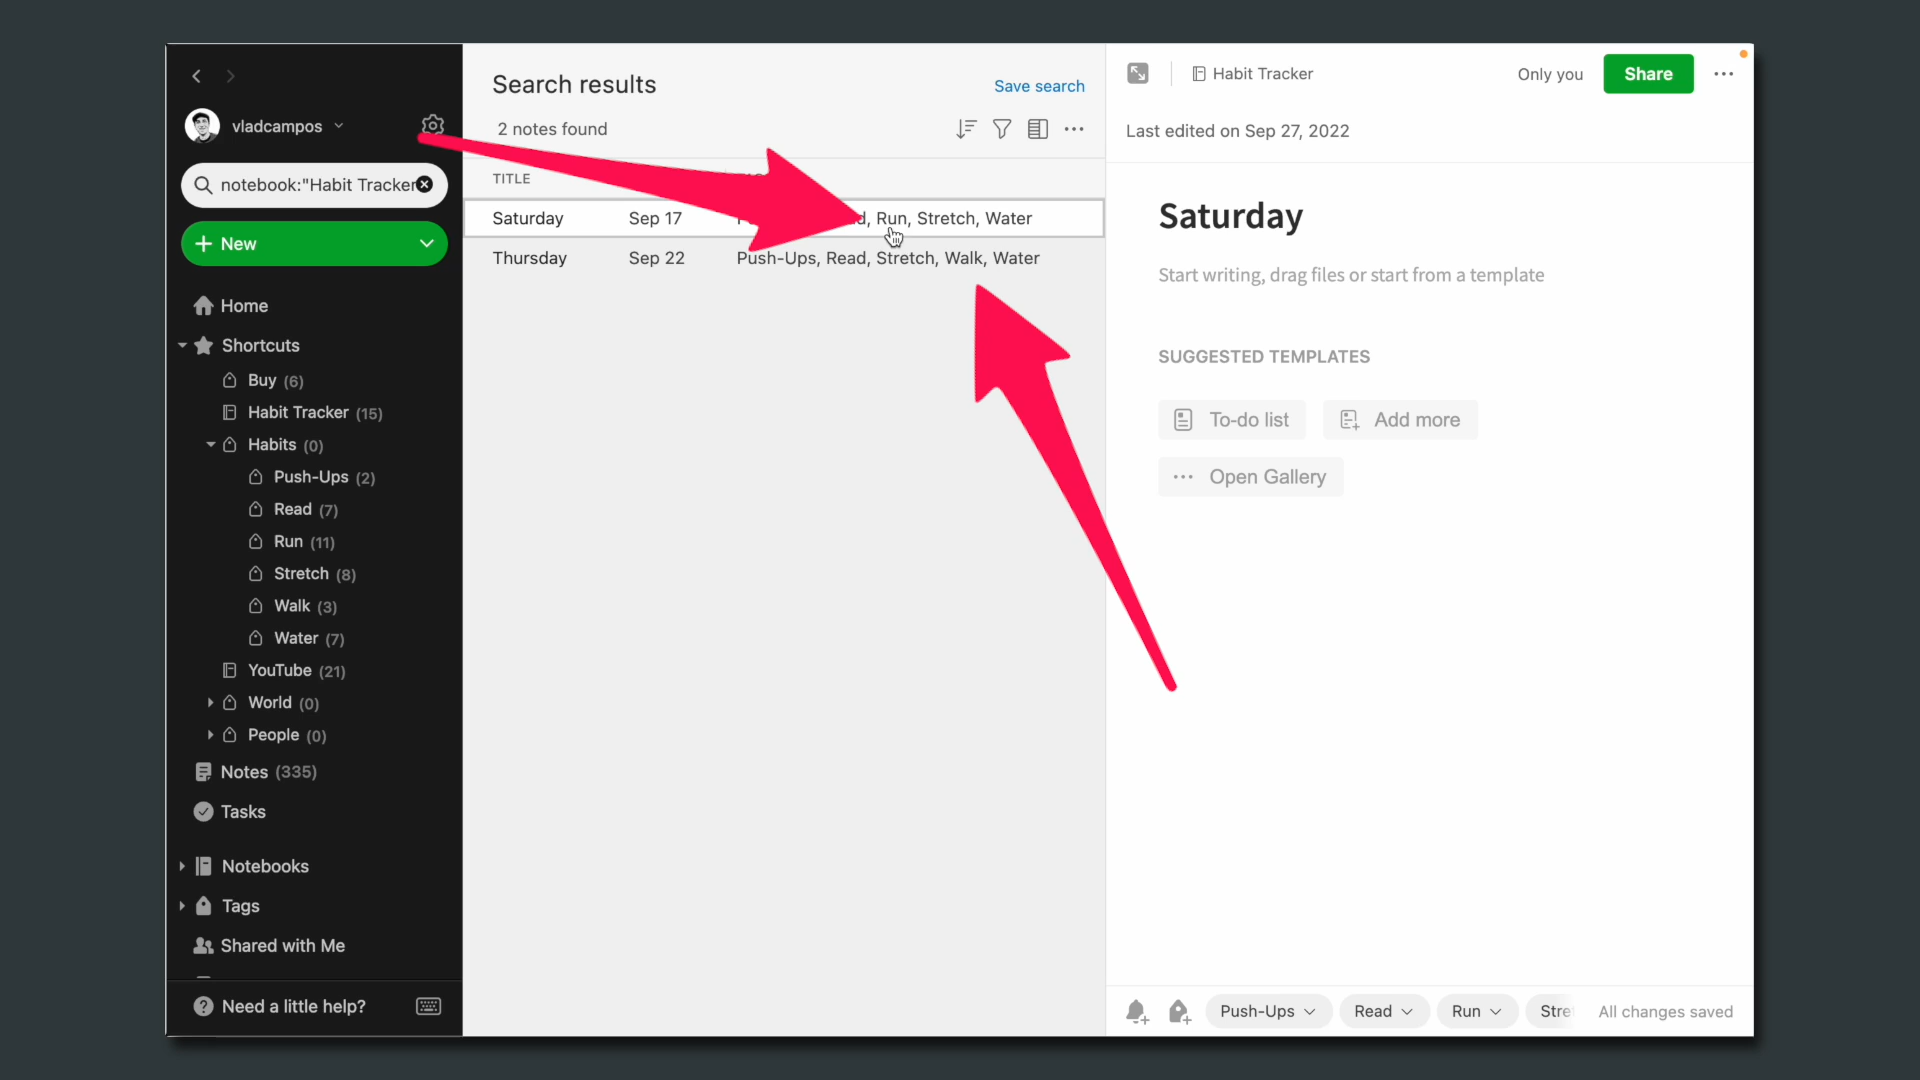 vladcampos
notebook:"Habit Tracker
New
Home
Shortcuts
Buy (6)
Habit Tracker (15)
Habits (0)
Push-Ups (2)
Read (7)
Run (11)
Stretch (8)
Walk (3)
Water (7)
YouTube (21)
World (0)
People (0)
Notes (335)
Tasks
Notebooks
Tags
Shared with Me
Need a little help?
Search results
Save search
2 notes found
TITLE
Saturday Sep 17 Run, Stretch, Water
Thursday Sep 22 Push-Ups, Read, Stretch, Walk, Water
Habit Tracker
Only you
Share
Last edited on Sep 27, 2022
Saturday
Start writing, drag files or start from a template
SUGGESTED TEMPLATES
To-do list
Add more
Open Gallery
Push-Ups
Read
Run
Stre
All changes saved